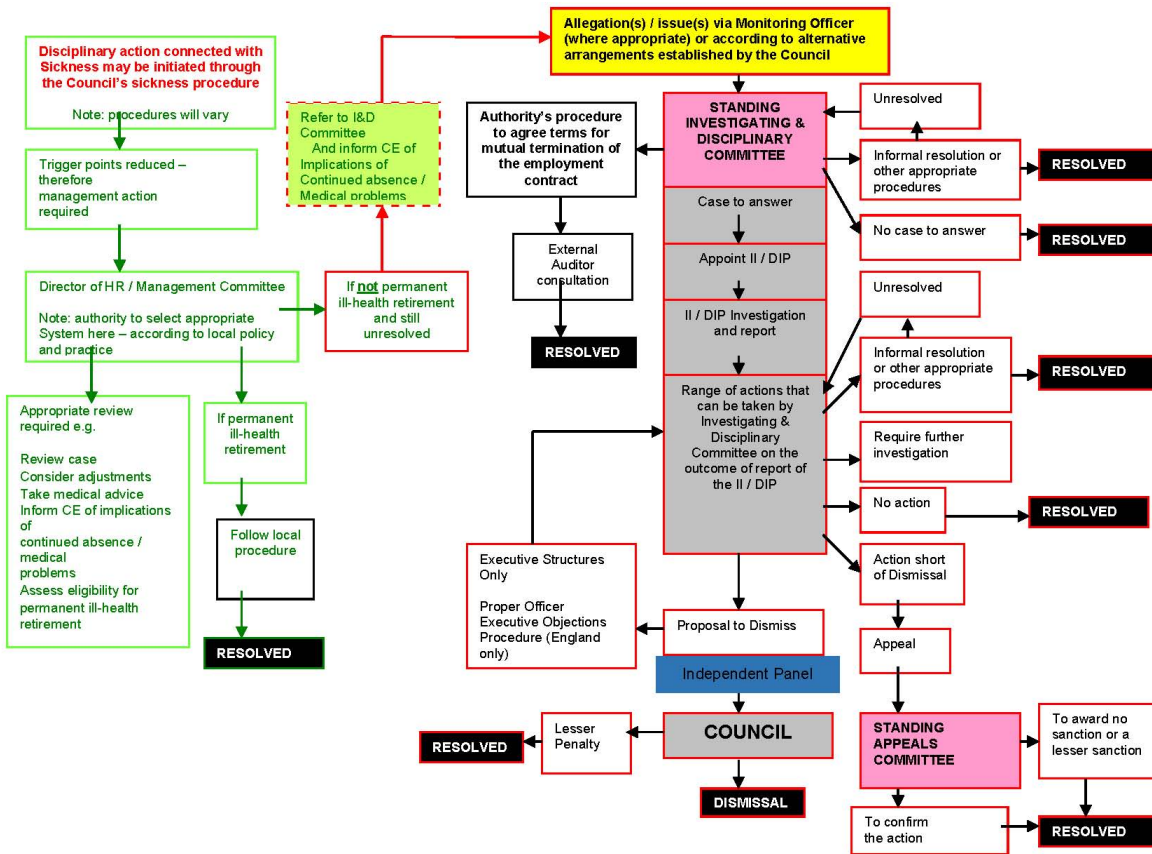 Allegation(s) / issue(s) via Monitoring Officer
(where appropriate) or according to alternative
arrangements established by the Council
Disciplinary action connected with
Sickness may be initiated through
the Council's sickness procedure
Note: procedures will vary
Trigger points reduced –
therefore
management action
required
Director of HR / Management Committee
Note: authority to select appropriate
System here – according to local policy
and practice
Appropriate review
required e.g.
Review case
Consider adjustments
Take medical advice
Inform CE of implications
of
continued absence /
medical
problems
Assess eligibility for
permanent ill-health
retirement
If permanent
ill-health
retirement
Follow local
procedure
RESOLVED
If not permanent
ill-health retirement
and still
unresolved
Refer to I&D
Committee
And inform CE of
Implications of
Continued absence /
Medical problems
Authority's procedure
to agree terms for
mutual termination of
the employment
contract
External
Auditor
consultation
RESOLVED
STANDING
INVESTIGATING &
DISCIPLINARY
COMMITTEE
Unresolved
Informal resolution or
other appropriate
procedures
RESOLVED
No case to answer
RESOLVED
Case to answer
Appoint II / DIP
II / DIP Investigation
and report
Range of actions that
can be taken by
Investigating &
Disciplinary
Committee on the
outcome of report of
the II / DIP
Unresolved
Informal resolution
or other appropriate
procedures
RESOLVED
Require further
investigation
No action
RESOLVED
Action short
of Dismissal
Appeal
STANDING
APPEALS
COMMITTEE
To award no
sanction or a
lesser sanction
To confirm
the action
RESOLVED
Executive Structures
Only
Proper Officer
Executive Objections
Procedure (England
only)
Proposal to Dismiss
Independent Panel
COUNCIL
Lesser
Penalty
RESOLVED
DISMISSAL